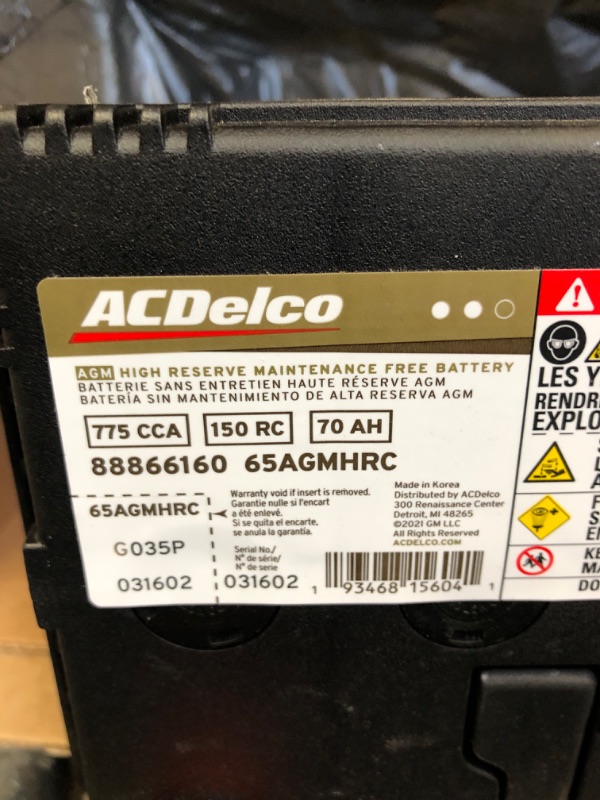 ACDelco
AGM HIGH RESERVE MAINTENANCE FREE BATTERY
BATTERIE SANS ENTRETIEN HAUTE RÉSERVE AGM
BATERÍA SIN MANTENIMIENTO DE ALTA RESERVA AGM
775 CCA 150 RC 70 AH
88866160 65AGMHRC
65AGMHRC
G035P
031602
Warranty void if insert is removed.
Garantie nulle si l'encart
a été enlevé.
Si se quita el encarte,
se anula la garantía.
Serial No./
N° de série/
N° de serie
031602
Made in Korea
Distributed by ACDelco
300 Renaissance Center
Detroit, MI 48265
©2021 GM LLC
All Rights Reserved
ACDELCO.COM
1 93468 15604 1
LES Y
RENDR
EXPLO
S
L
A
F
S
E
KE
MA
DO